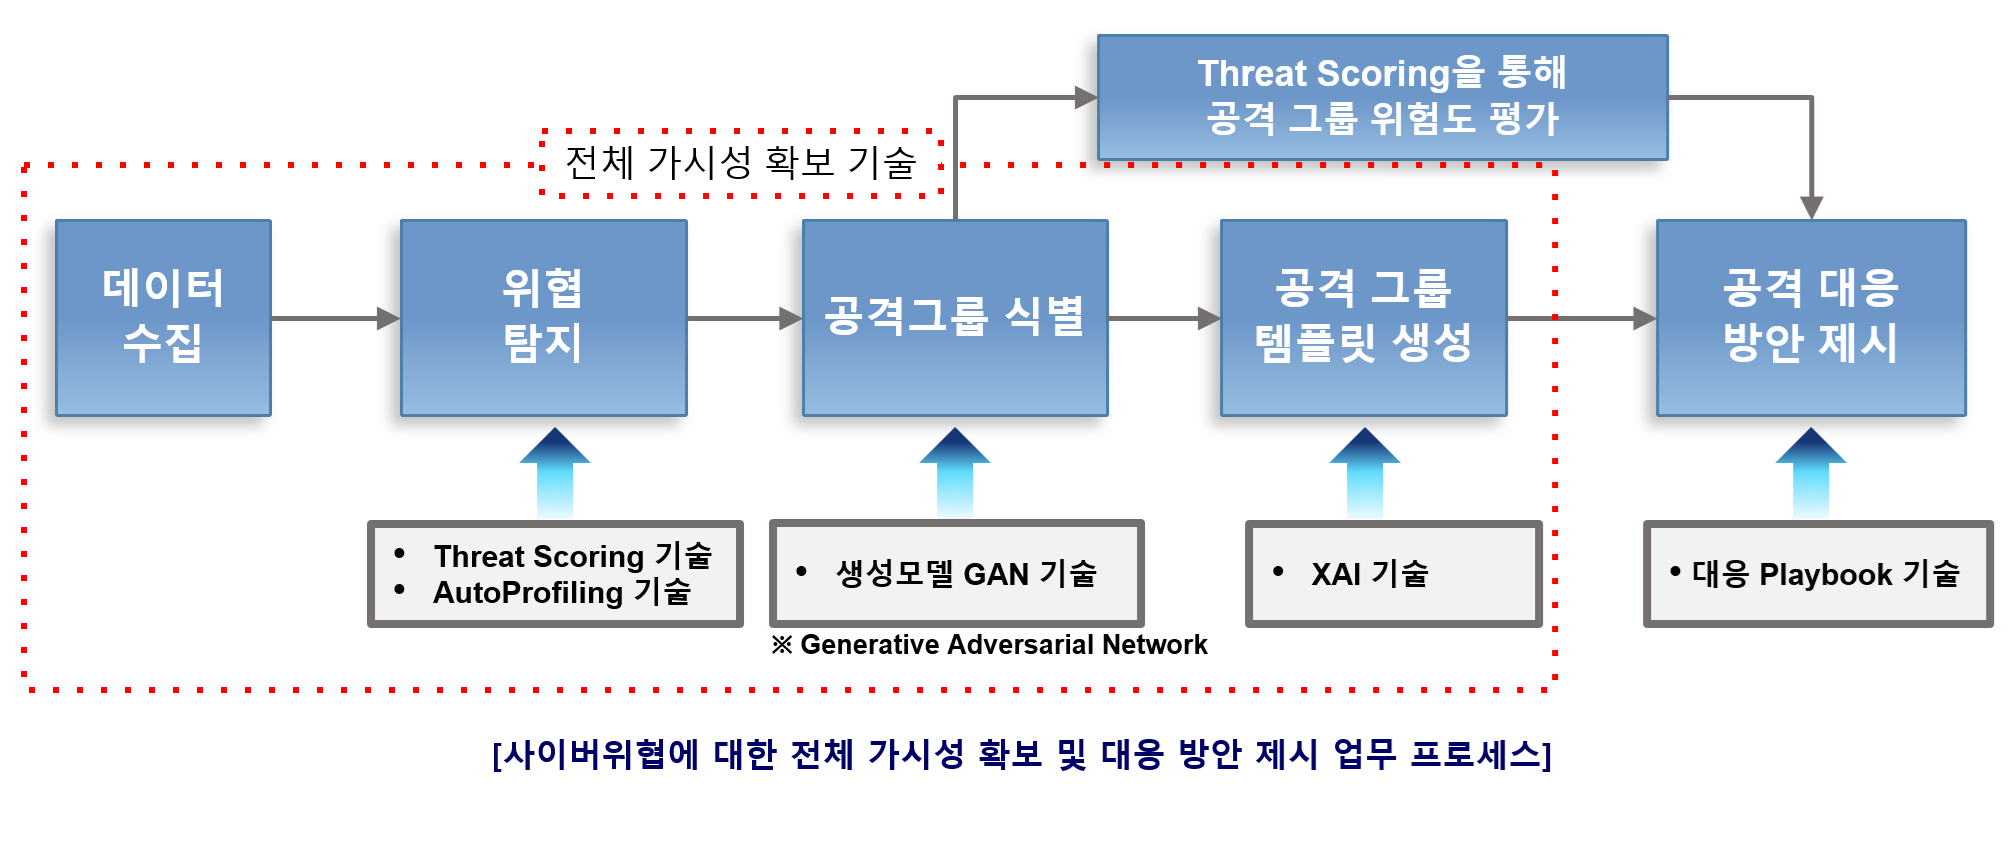 Threat Scoring을 통해
공격 그룹 위험도 평가
전체 가시성 확보 기술
데이터
수집
위협
탐지
공격그룹 식별
공격 그룹
템플릿 생성
공격 대응
방안 제시
• Threat Scoring 기술
• AutoProfiling 기술
• 생성모델 GAN 기술
• XAI 기술
• 대응 Playbook 기술
※ Generative Adversarial Network
[사이버위협에 대한 전체 가시성 확보 및 대응 방안 제시 업무 프로세스]